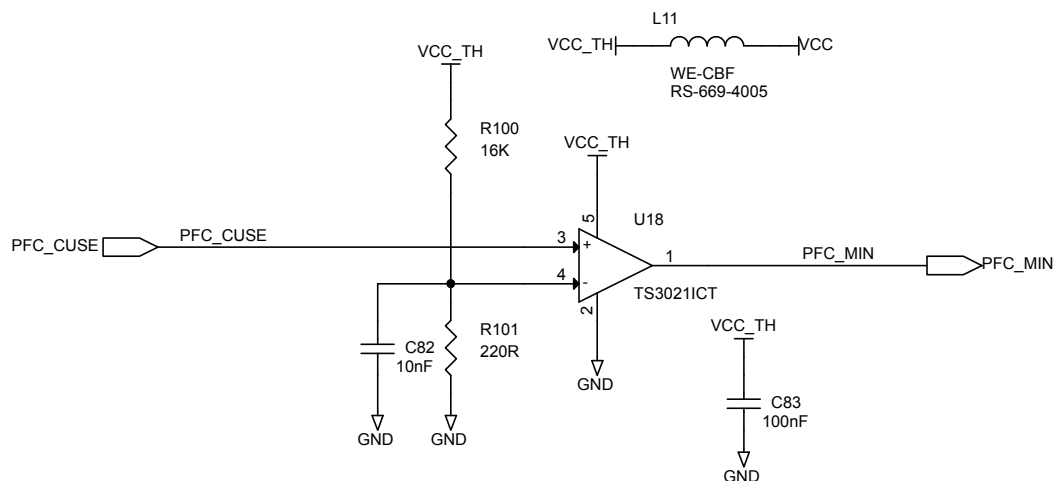 L11
VCC_TH
VCC
WE-CBF
RS-669-4005
VCC_TH
R100
16K
VCC_TH
5
U18
PFC_CUSE
PFC_CUSE
3
+
1
PFC_MIN
PFC_MIN
4
-
2
TS3021ICT
C82
10nF
R101
220R
GND
VCC_TH
C83
100nF
GND
GND
GND